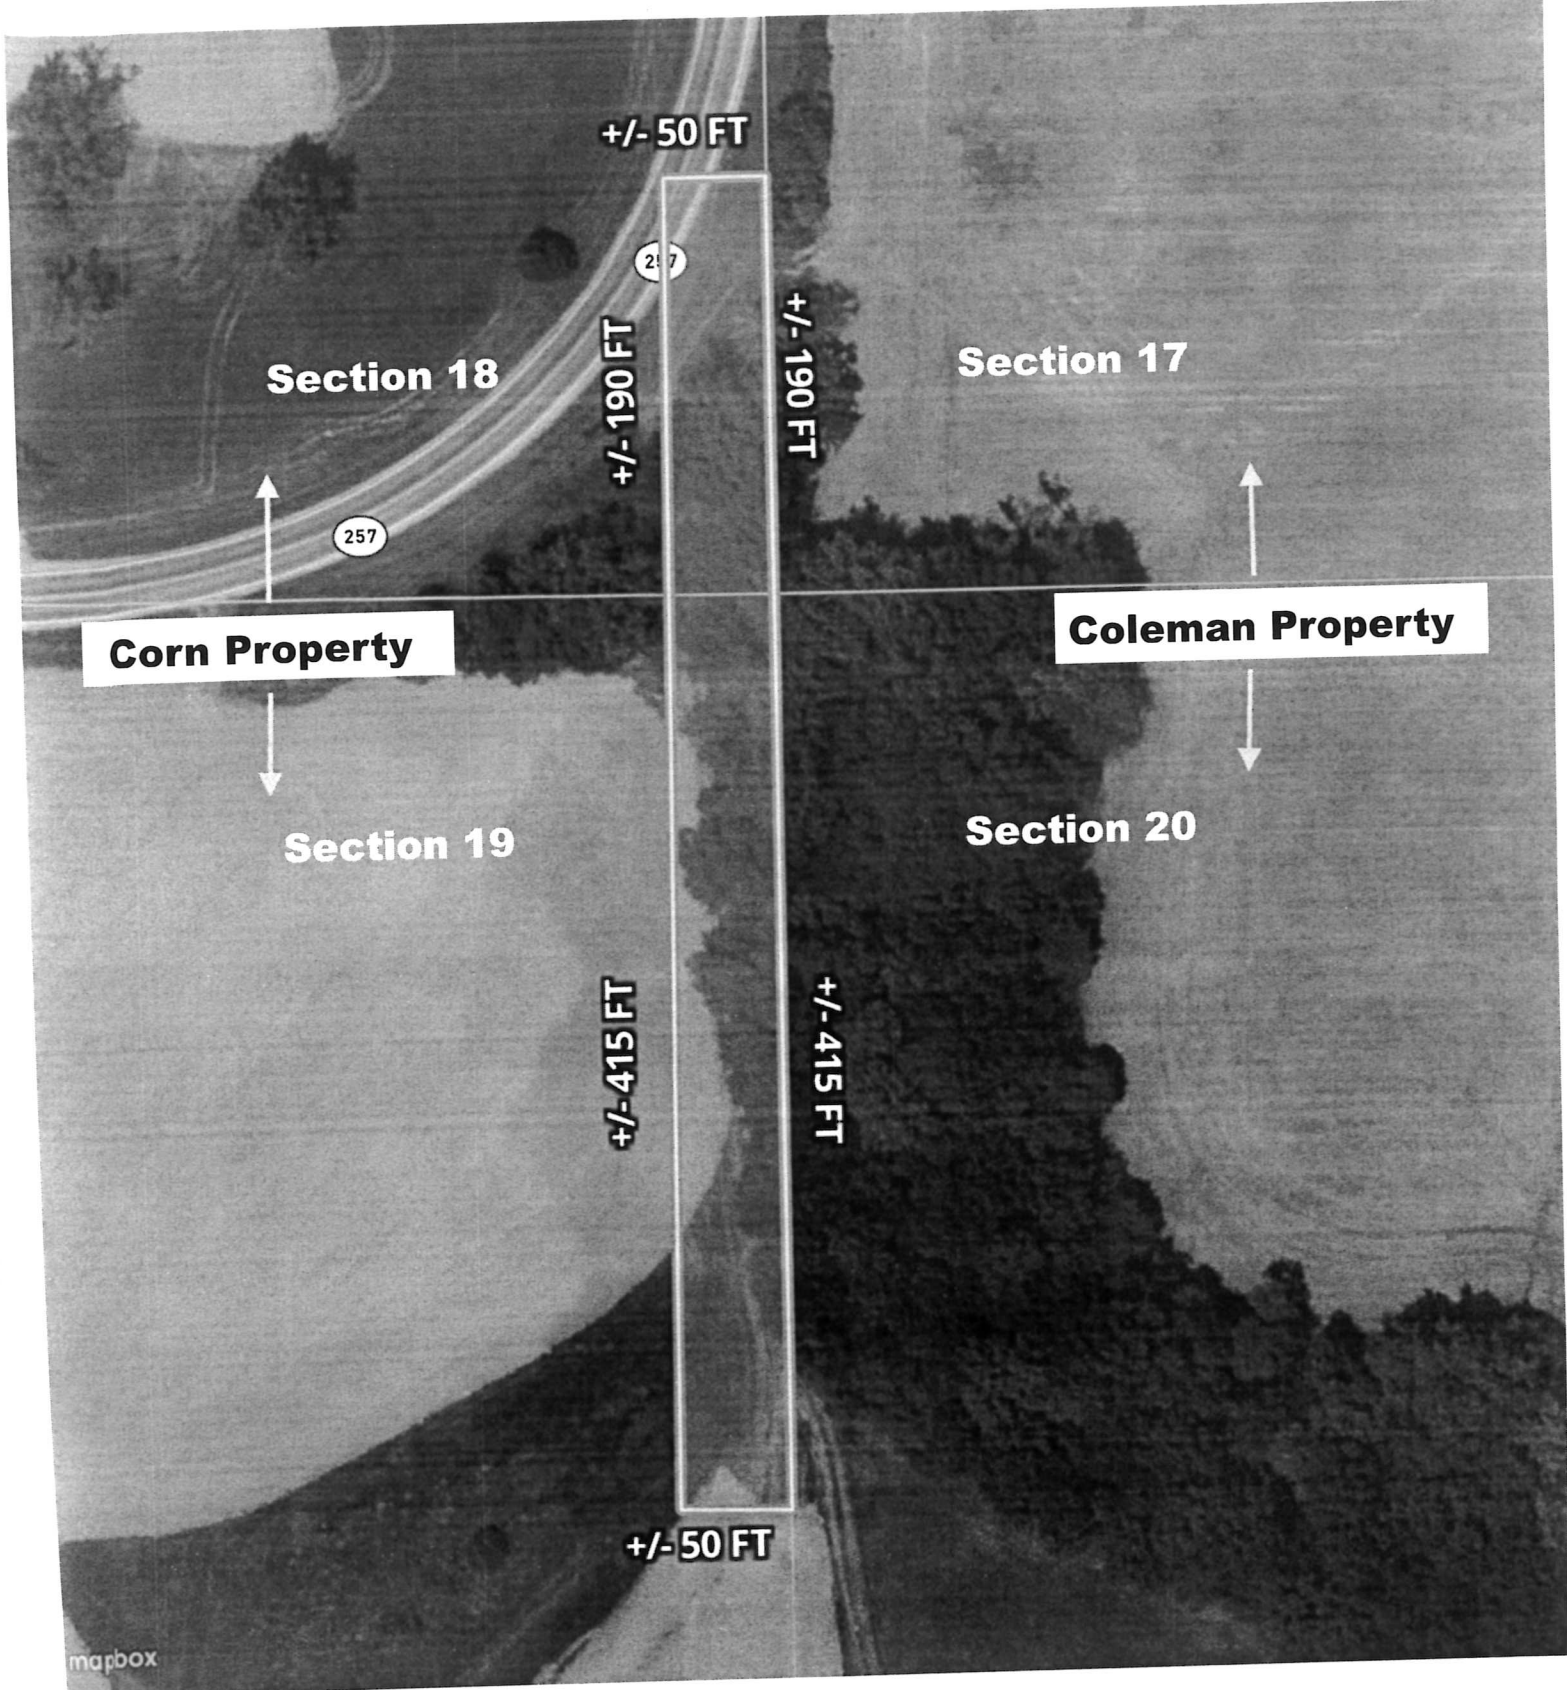 +/- 50 FT
257
+/- 190 FT
+/- 190 FT
Section 18
Section 17
257
Corn Property
Coleman Property
Section 19
Section 20
+/- 415 FT
+/- 415 FT
+/- 50 FT
mapbox